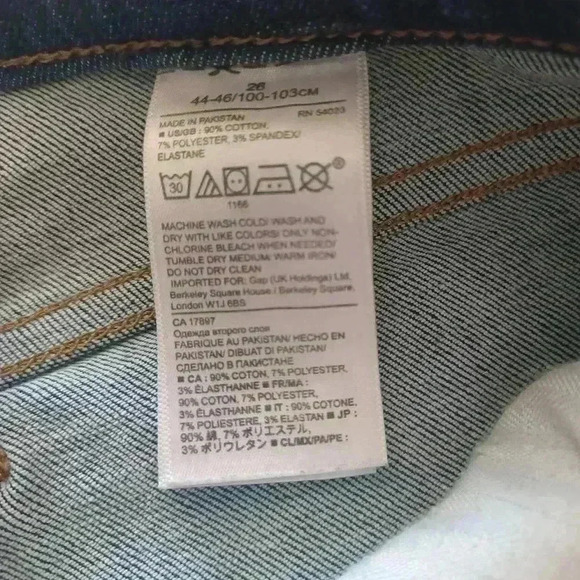 26
44-46/100-103CM
RN 54023
MADE IN PAKISTAN
■ US/GB : 90% COTTON,
7% POLYESTER, 3% SPANDEX/
ELASTANE
30
1166
MACHINE WASH COLD/ WASH AND
DRY WITH LIKE COLORS/ ONLY NON-
CHLORINE BLEACH WHEN NEEDED/
TUMBLE DRY MEDIUM/ WARM IRON/
DO NOT DRY CLEAN
IMPORTED FOR: Gap (UK Holdings) Ltd.
Berkeley Square House / Berkeley Square,
London W1J 6BS
CA 17897
Одежда второго слоя
FABRIQUE AU PAKISTAN/ HECHO EN
PAKISTAN/ DIBUAT DI PAKISTAN/
СДЕЛАНО В ПАКИСТАНЕ
■ CA : 90% COTON, 7% POLYESTER,
3% ÉLASTHANNE ■ FR/MA :
90% COTON, 7% POLYESTER,
3% ÉLASTHANNE ■ IT : 90% COTONE,
7% POLIESTERE, 3% ELASTAN ■ JP :
90% 綿, 7% ポリエステル,
3% ポリウレタン ■ CL/MX/PA/PE :